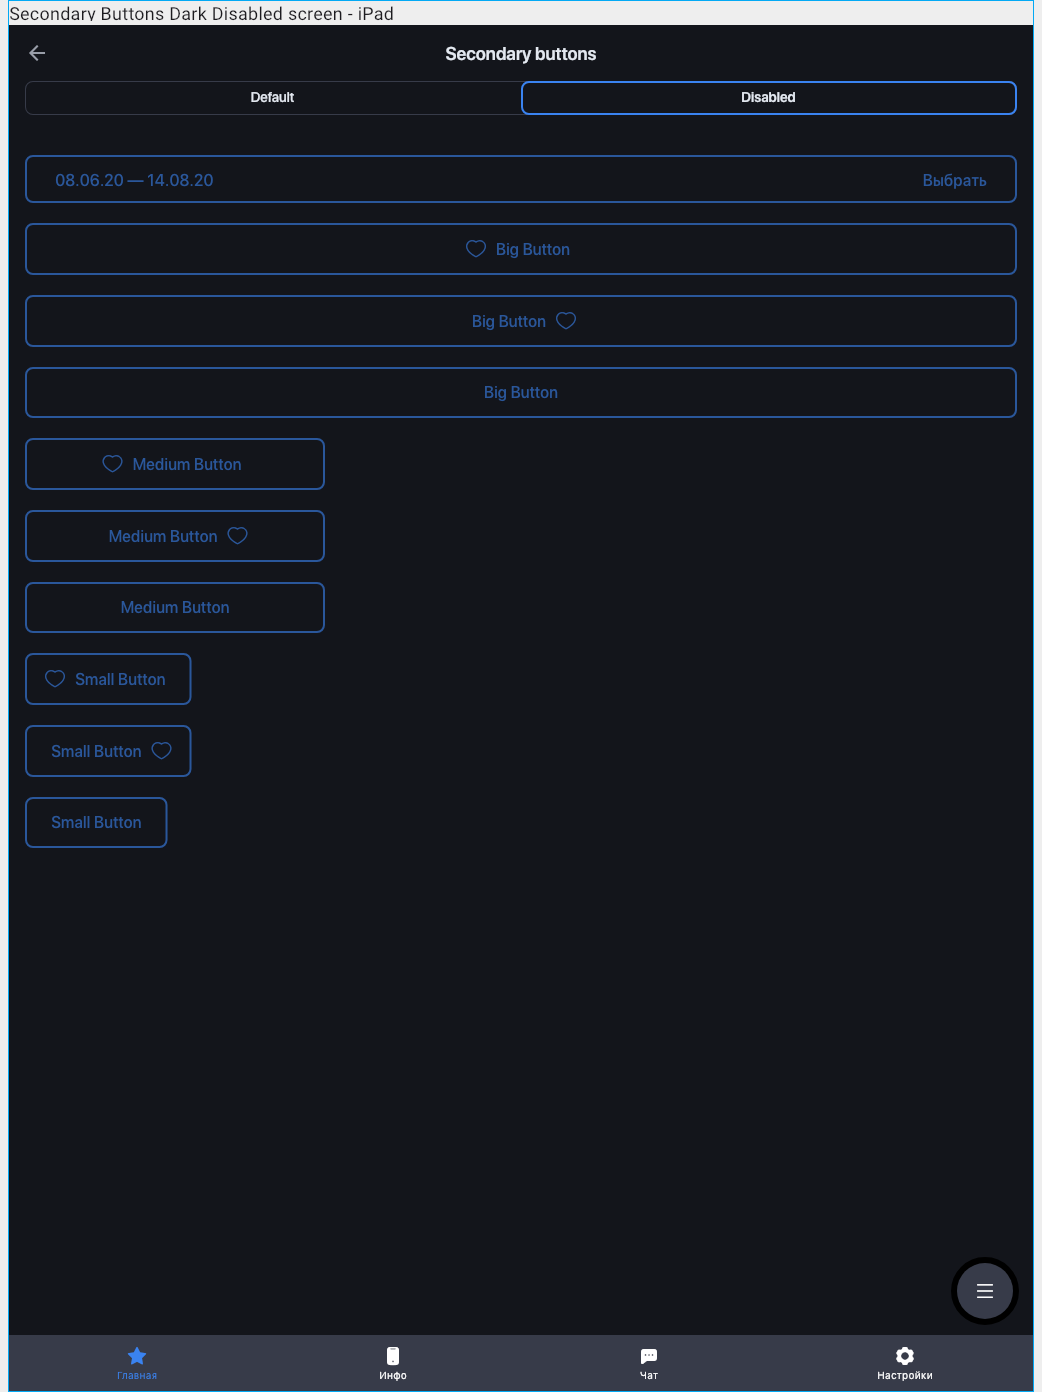 Secondary Buttons Dark Disabled screen - iPad
Secondary buttons
Default Disabled
08.06.20 — 14.08.20 Выбрать
Big Button
Big Button
Big Button
Medium Button
Medium Button
Medium Button
Small Button
Small Button
Small Button
Главная Инфо Чат Настройки